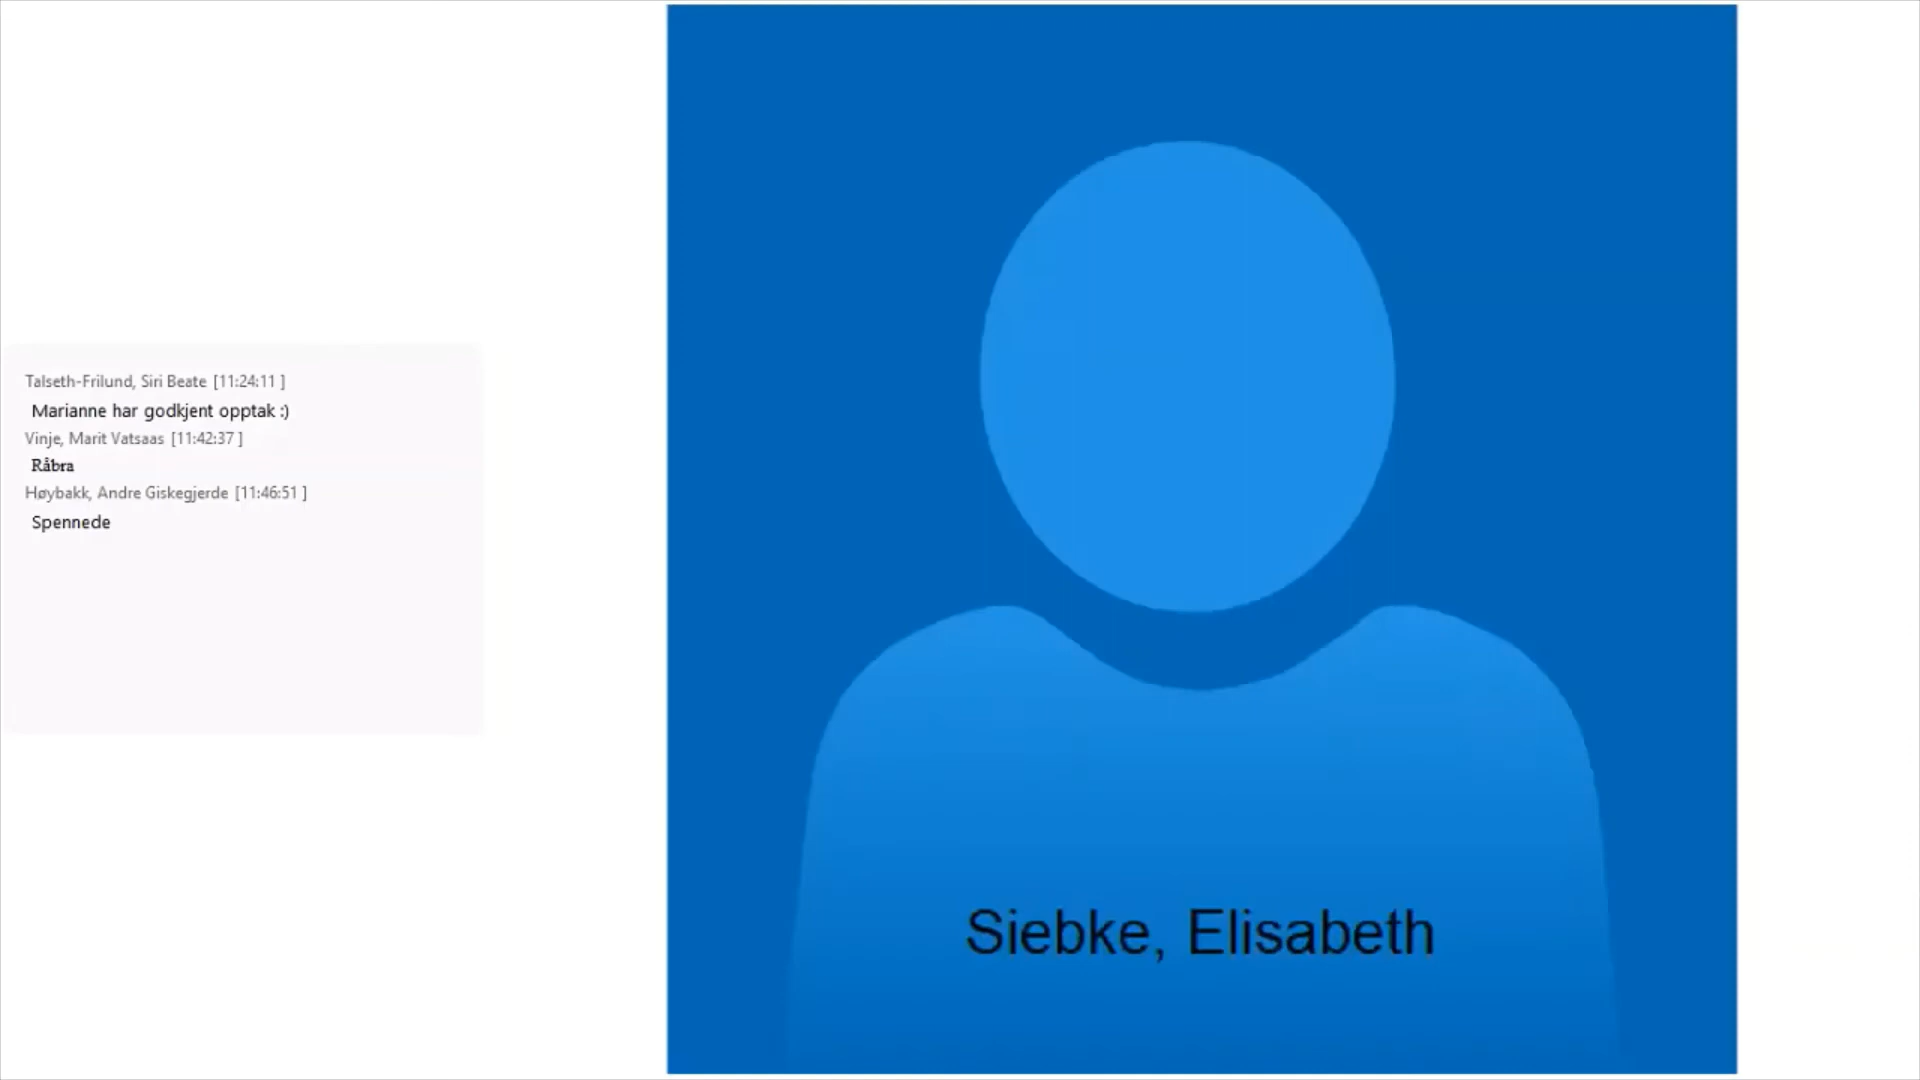 Talseth-Frilund, Siri Beate [11:24:11 ]
Marianne har godkjent opptak :)
Vinje, Marit Vatsaas [11:42:37 ]
Råbra
Høybakk, Andre Giskegjerde [11:46:51 ]
Spennede
Siebke, Elisabeth